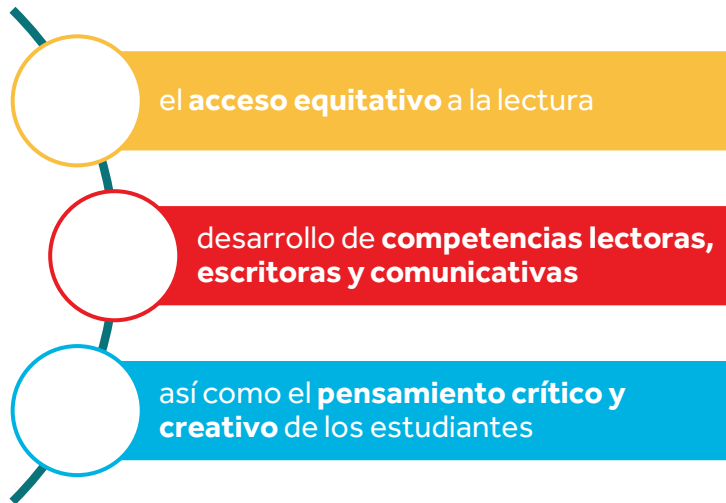 el acceso equitativo a la lectura
desarrollo de competencias lectoras,
escritoras y comunicativas
así como el pensamiento crítico y
creativo de los estudiantes